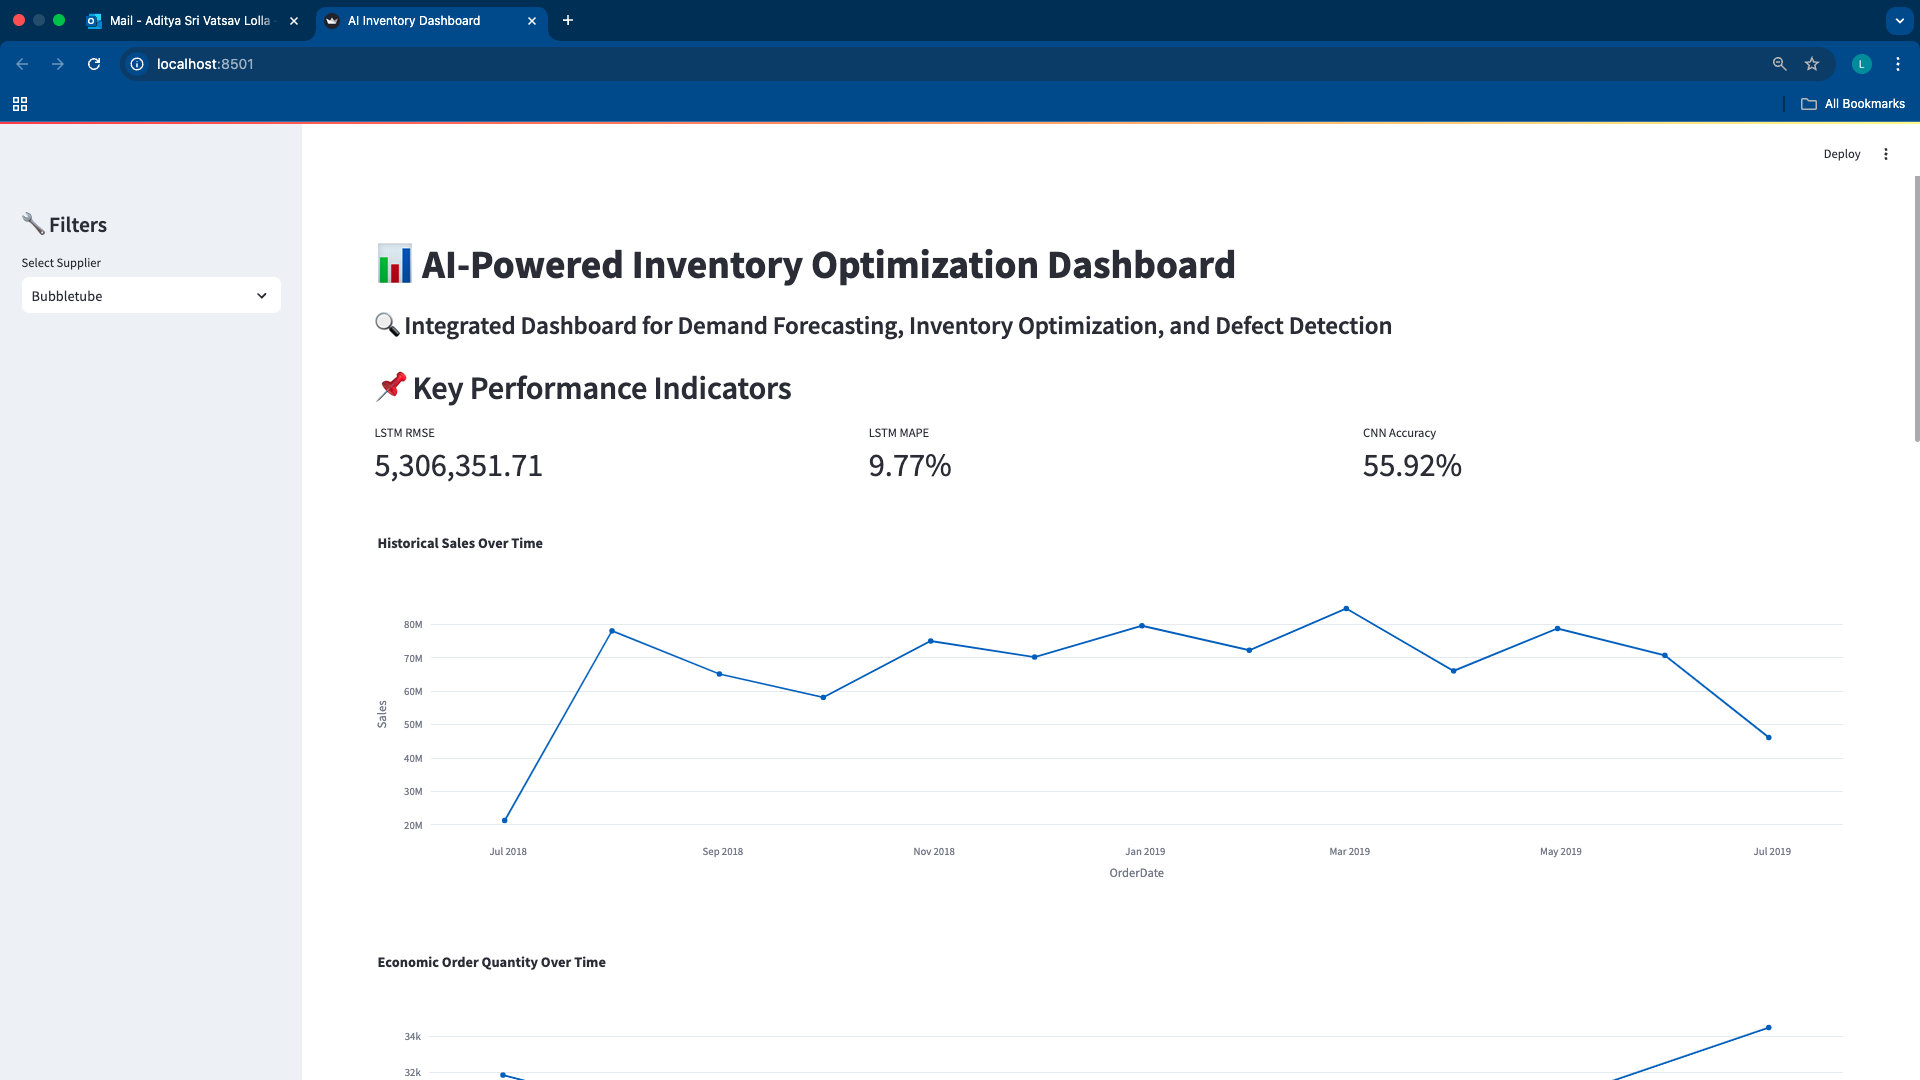 Mail - Aditya Sri Vatsav Lolla
AI Inventory Dashboard
localhost:8501
L
All Bookmarks
Deploy
Filters
Select Supplier
Bubbletube
AI-Powered Inventory Optimization Dashboard
Integrated Dashboard for Demand Forecasting, Inventory Optimization, and Defect Detection
Key Performance Indicators
LSTM RMSE
5,306,351.71
LSTM MAPE
9.77%
CNN Accuracy
55.92%
Historical Sales Over Time
80M
70M
60M
50M
40M
30M
20M
Sales
Jul 2018
Sep 2018
Nov 2018
Jan 2019
Mar 2019
May 2019
Jul 2019
OrderDate
Economic Order Quantity Over Time
34k
32k